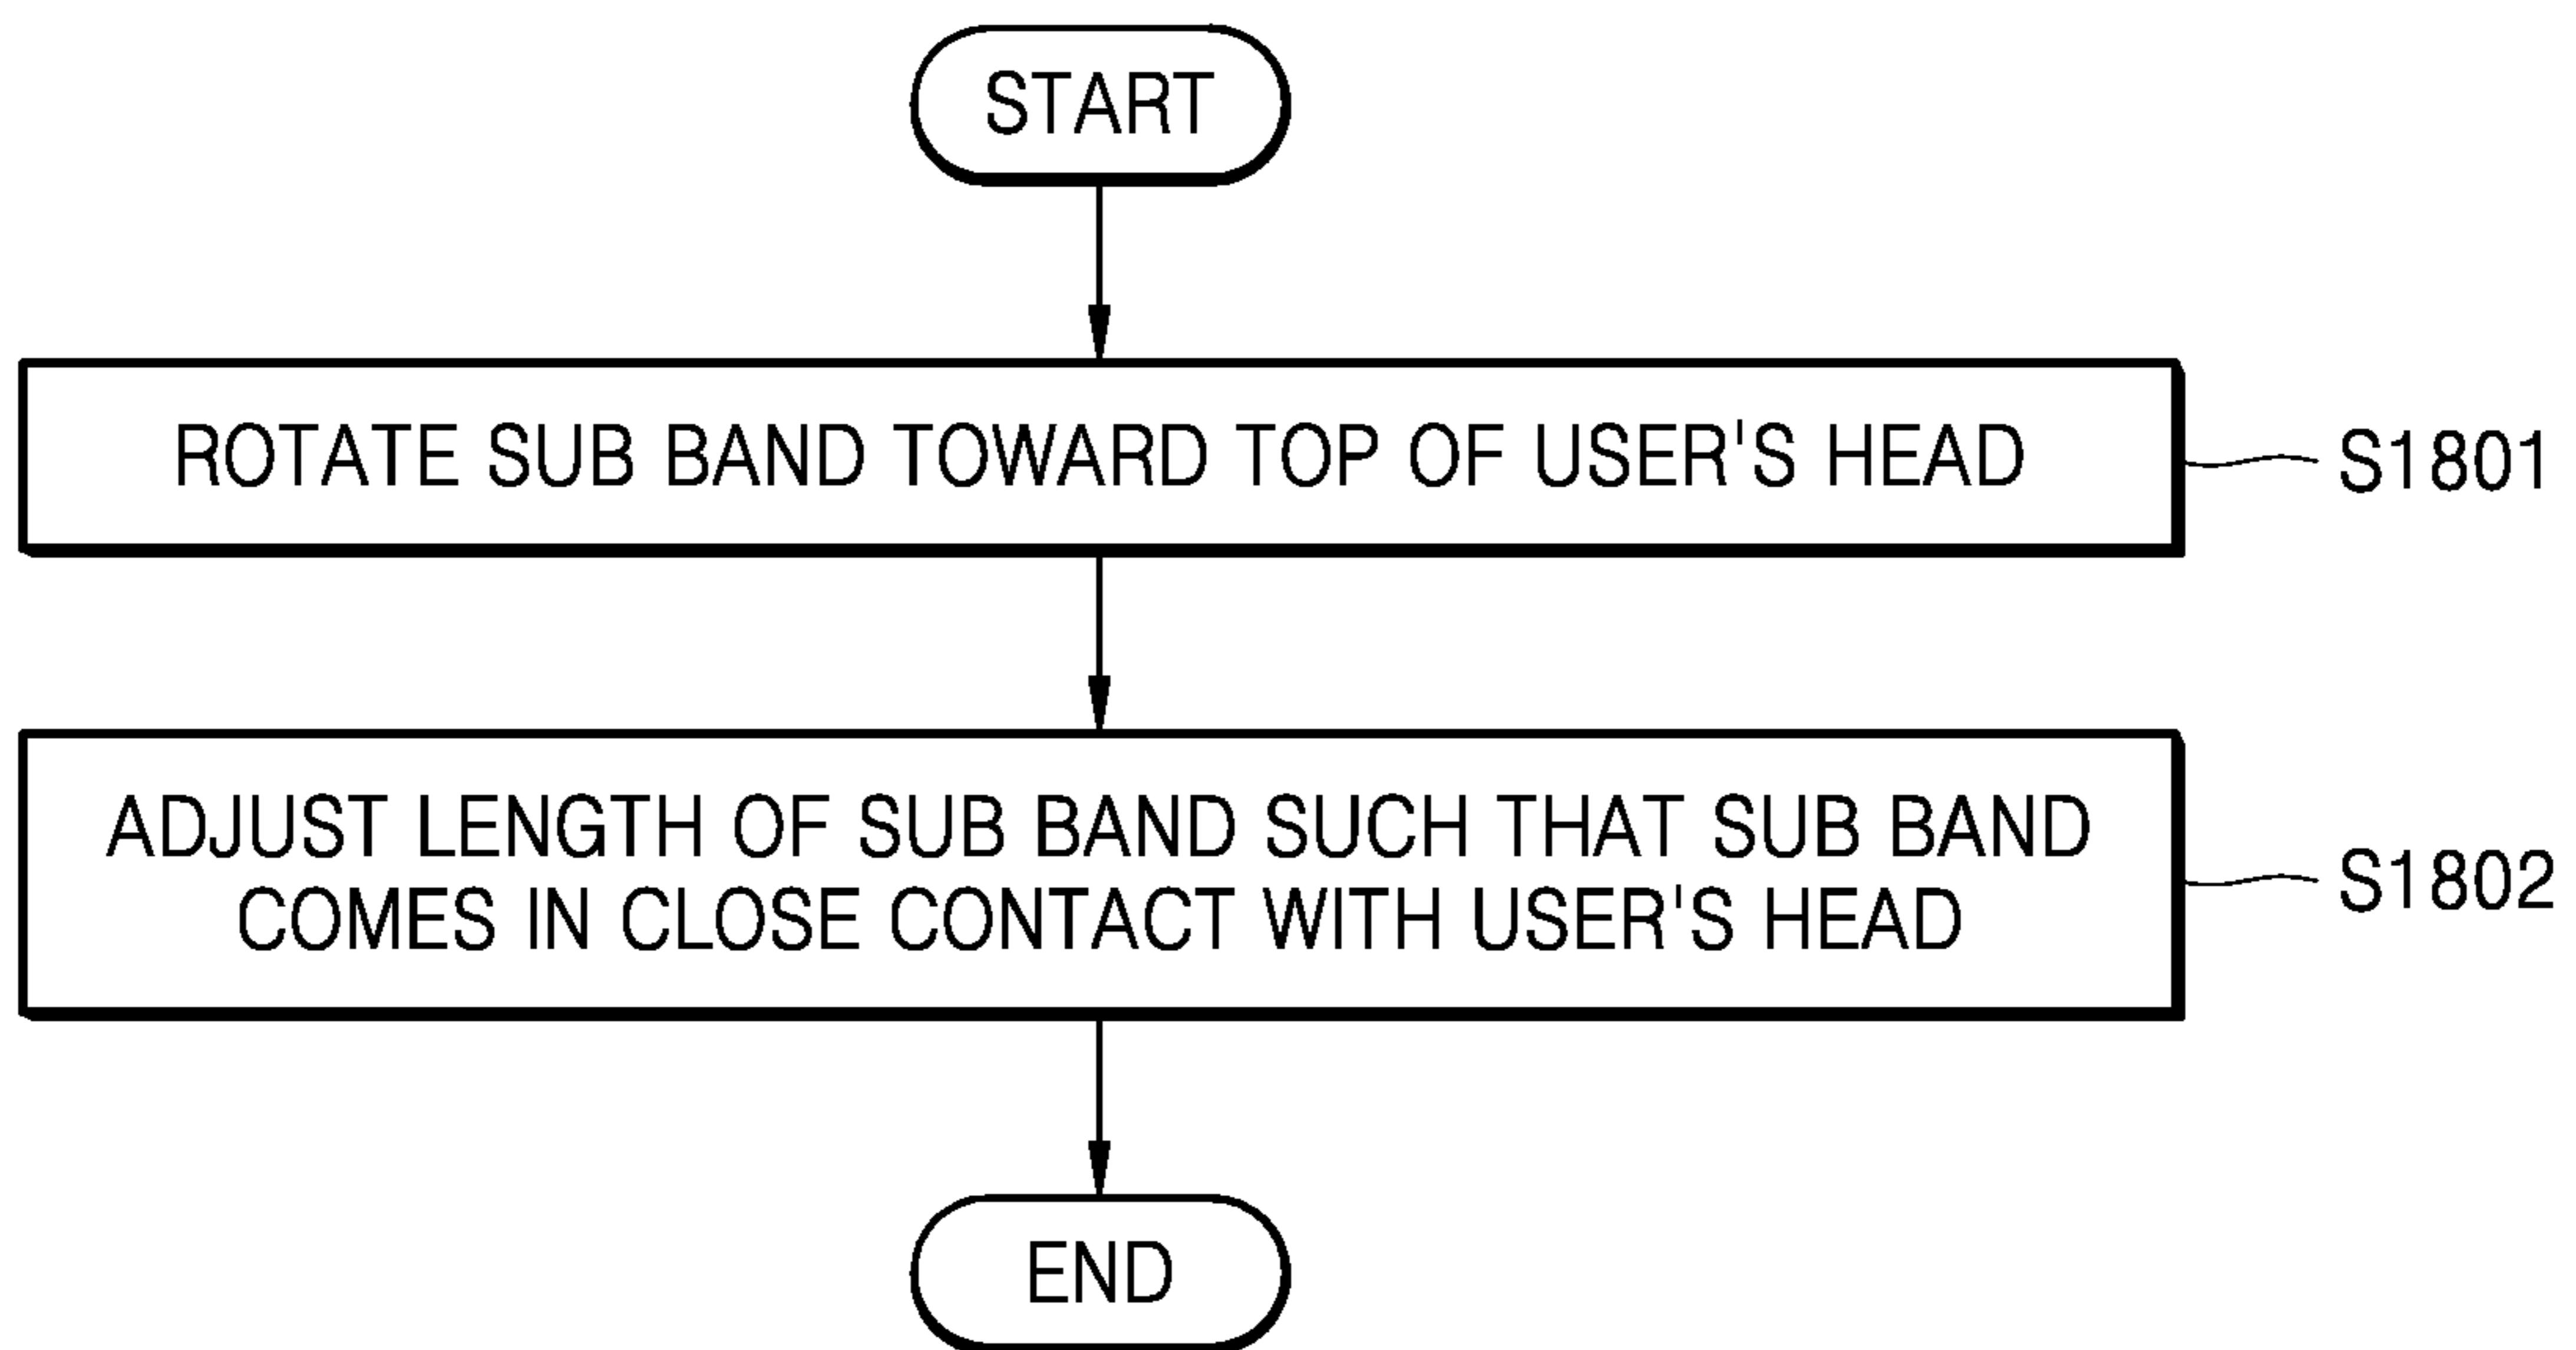 START
ROTATE SUB BAND TOWARD TOP OF USER'S HEAD
S1801
ADJUST LENGTH OF SUB BAND SUCH THAT SUB BAND
COMES IN CLOSE CONTACT WITH USER'S HEAD
S1802
END